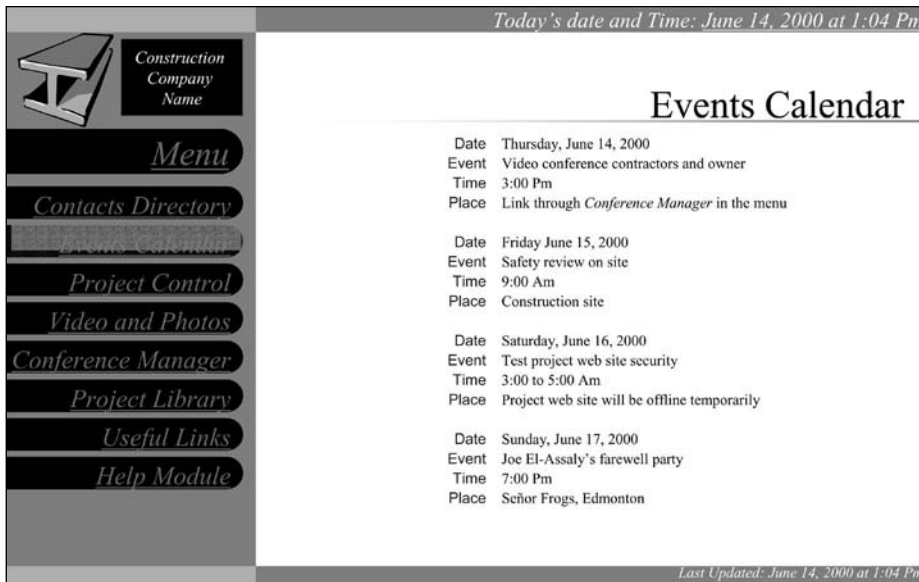 Today's date and Time: June 14, 2000 at 1:04 Pm
Construction
Company
Name
Menu
Contacts Directory
Events Calendar
Project Control
Video and Photos
Conference Manager
Project Library
Useful Links
Help Module
Events Calendar
Date Thursday, June 14, 2000
Event Video conference contractors and owner
Time 3:00 Pm
Place Link through Conference Manager in the menu
Date Friday June 15, 2000
Event Safety review on site
Time 9:00 Am
Place Construction site
Date Saturday, June 16, 2000
Event Test project web site security
Time 3:00 to 5:00 Am
Place Project web site will be offline temporarily
Date Sunday, June 17, 2000
Event Joe El-Assaly's farewell party
Time 7:00 Pm
Place Señor Frogs, Edmonton
Last Updated: June 14, 2000 at 1:04 Pm